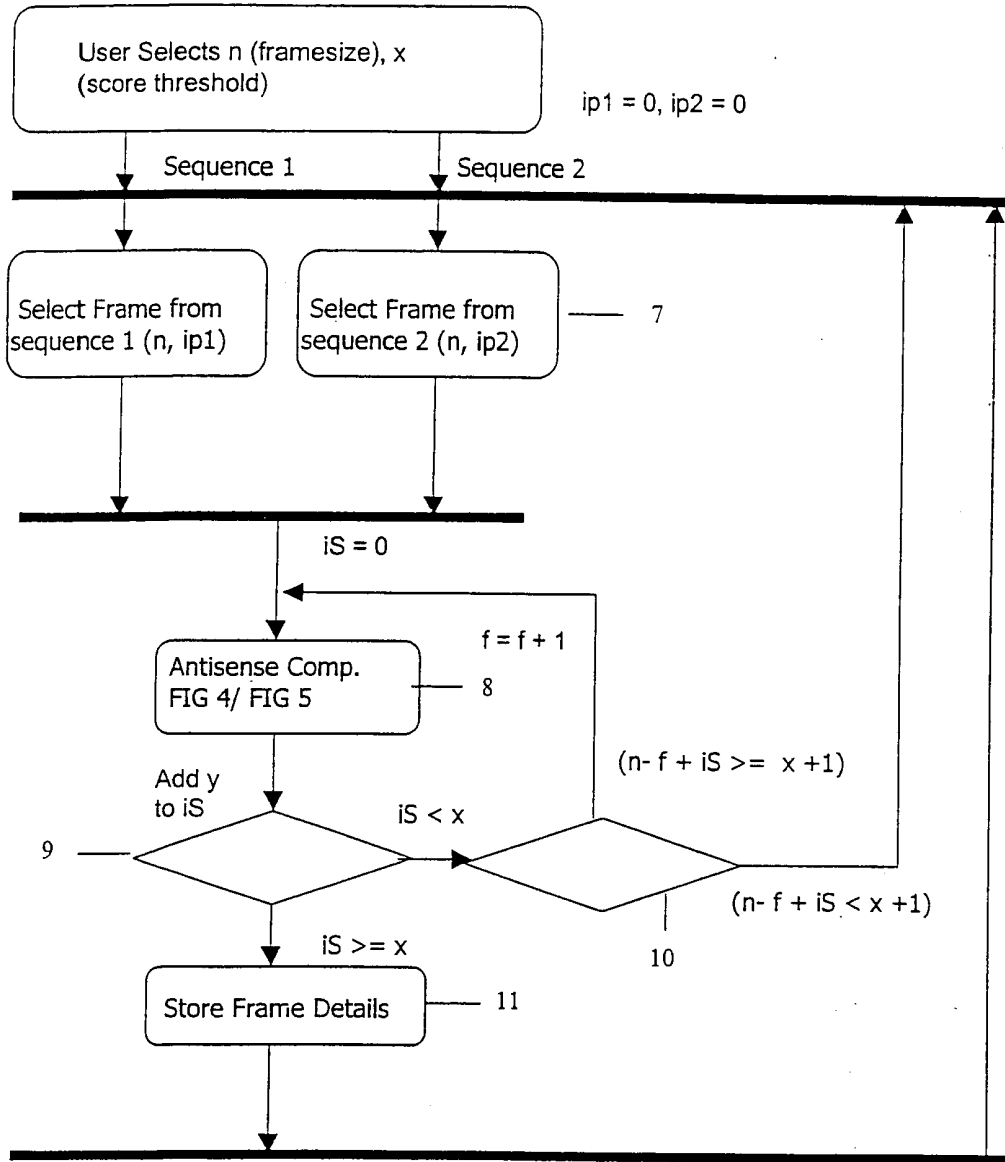 User Selects n (framesize), x
(score threshold)
ip1 = 0, ip2 = 0
Sequence 1
Sequence 2
Select Frame from
sequence 1 (n, ip1)
Select Frame from
sequence 2 (n, ip2)
7
iS = 0
f = f + 1
Antisense Comp.
FIG 4/ FIG 5
8
(n- f + iS >= x +1)
Add y
to iS
iS < x
9
(n- f + iS < x +1)
10
iS >= x
Store Frame Details
11